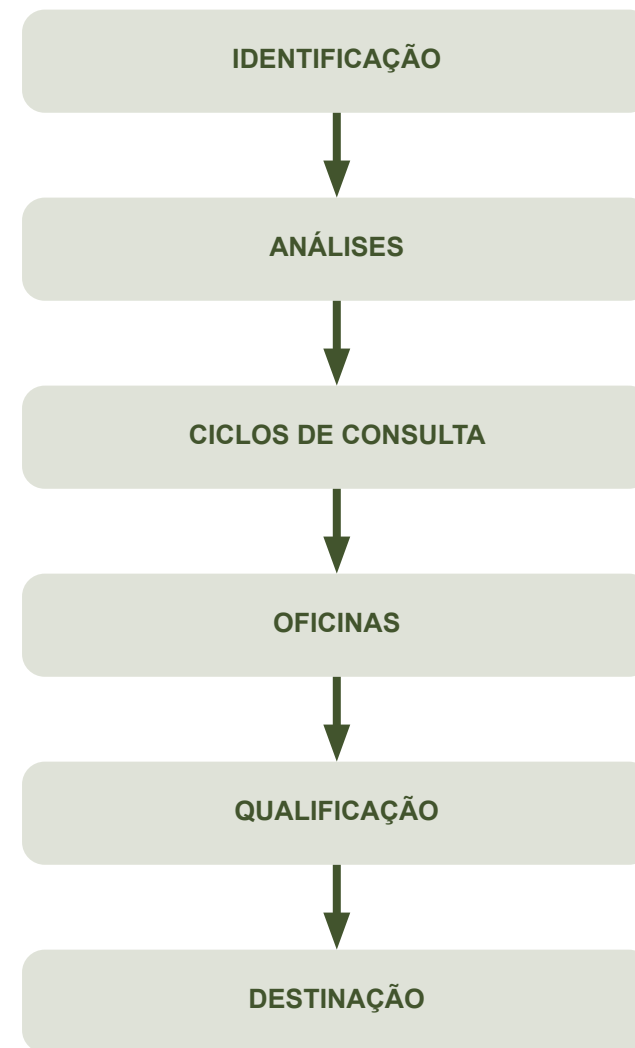 IDENTIFICAÇÃO
ANÁLISES
CICLOS DE CONSULTA
OFICINAS
QUALIFICAÇÃO
DESTINAÇÃO